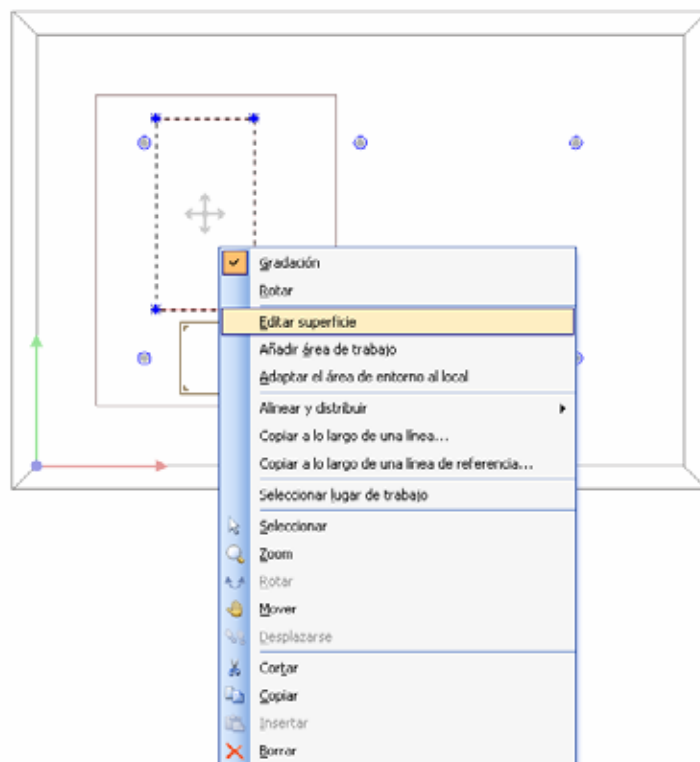 Gradación
Rotar
Editar superficie
Añadir área de trabajo
Adaptar el área de entorno al local
Alinear y distribuir
Copiar a lo largo de una línea...
Copiar a lo largo de una línea de referencia...
Seleccionar lugar de trabajo
Seleccionar
Zoom
Rotar
Mover
Desplazarse
Cortar
Copiar
Insertar
Borrar